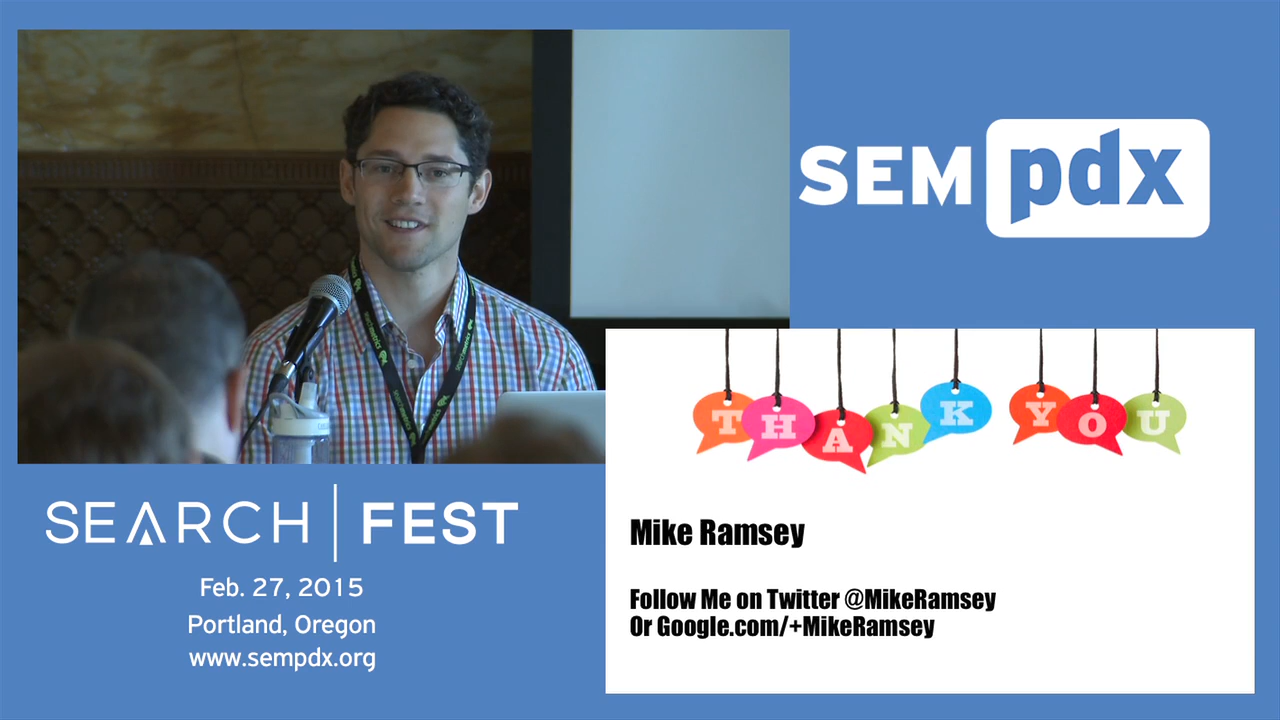 SEM pdx
searchmetrics
THANK YOU
Mike Ramsey
Follow Me on Twitter @MikeRamsey
Or Google.com/+MikeRamsey
SEARCH FEST
Feb. 27, 2015
Portland, Oregon
www.sempdx.org